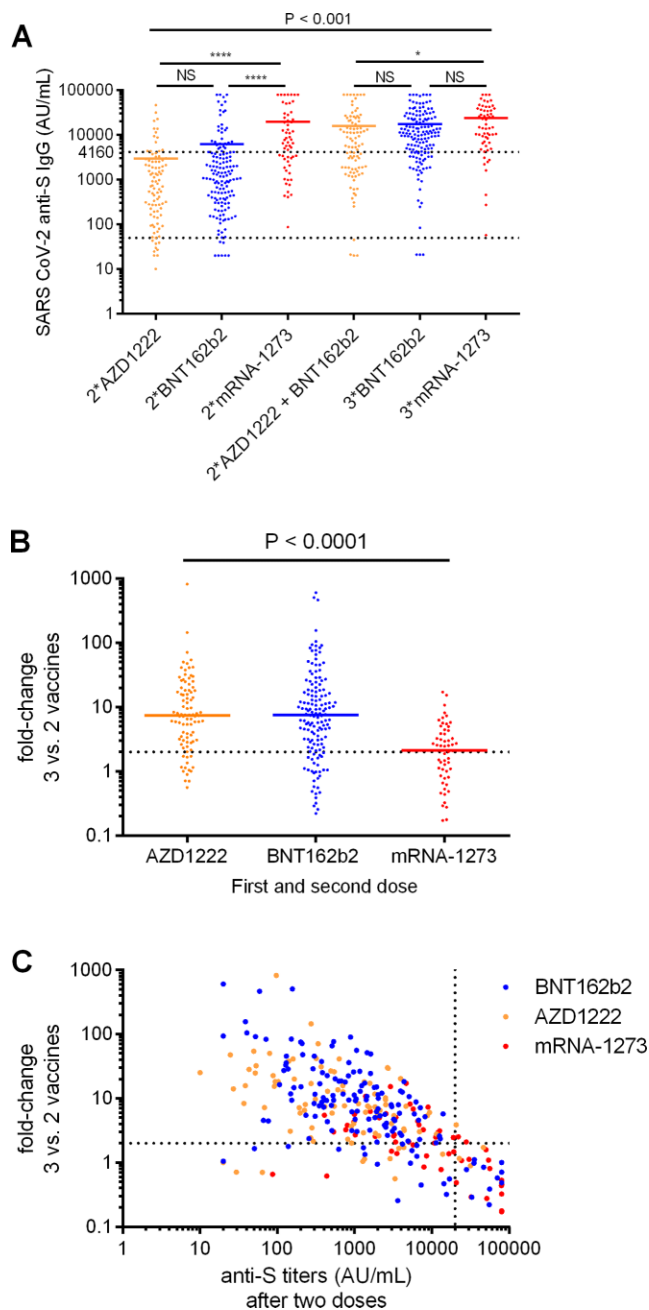 A
P < 0.001
**** *
NS **** NS NS
SARS CoV-2 anti-S IgG (AU/mL)
100000
10000
4160
1000
100
10
1
2*AZD1222
2*BNT162b2
2*mRNA-1273
2*AZD1222 + BNT162b2
3*BNT162b2
3*mRNA-1273
B
P < 0.0001
fold-change
3 vs. 2 vaccines
1000
100
10
1
0.1
AZD1222 BNT162b2 mRNA-1273
First and second dose
C
fold-change
3 vs. 2 vaccines
1000
100
10
1
0.1
1 10 100 1000 10000 100000
anti-S titers (AU/mL)
after two doses
BNT162b2
AZD1222
mRNA-1273